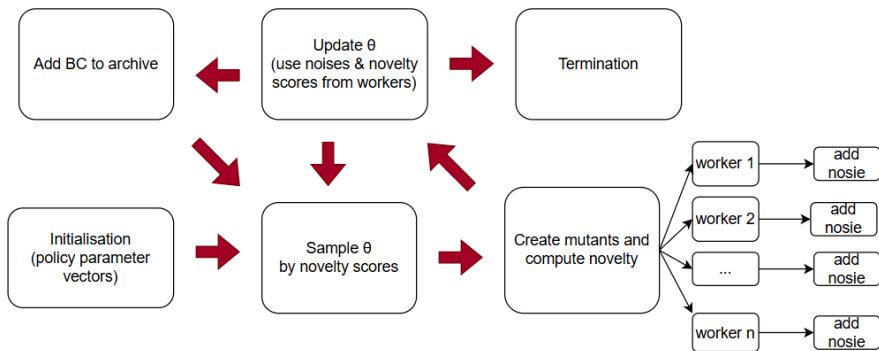 Add BC to archive
Update θ
(use noises & novelty
scores from workers)
Termination
Initialisation
(policy parameter
vectors)
Sample θ
by novelty scores
Create mutants and
compute novelty
worker 1
add
nosie
worker 2
add
nosie
...
add
nosie
worker n
add
nosie